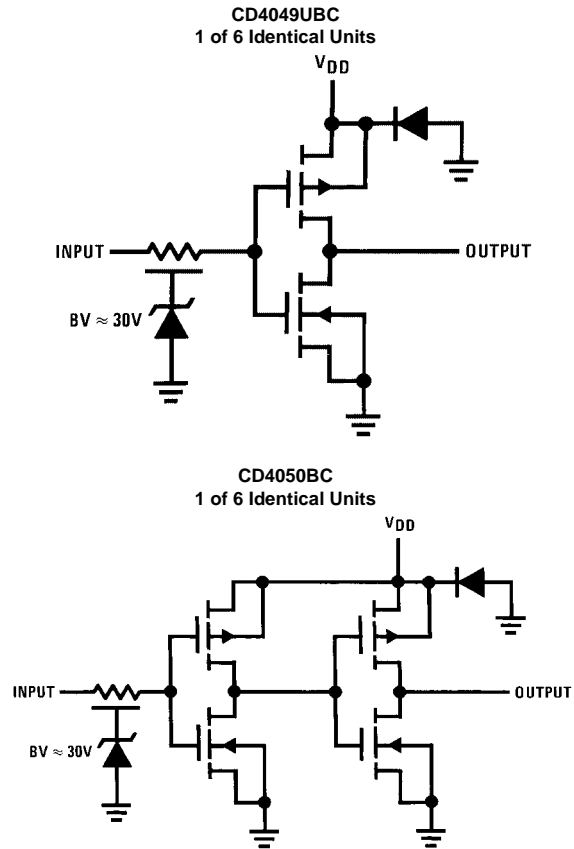 CD4049UBC
1 of 6 Identical Units
VDD
INPUT
OUTPUT
BV ≈ 30V
CD4050BC
1 of 6 Identical Units
VDD
INPUT
OUTPUT
BV ≈ 30V